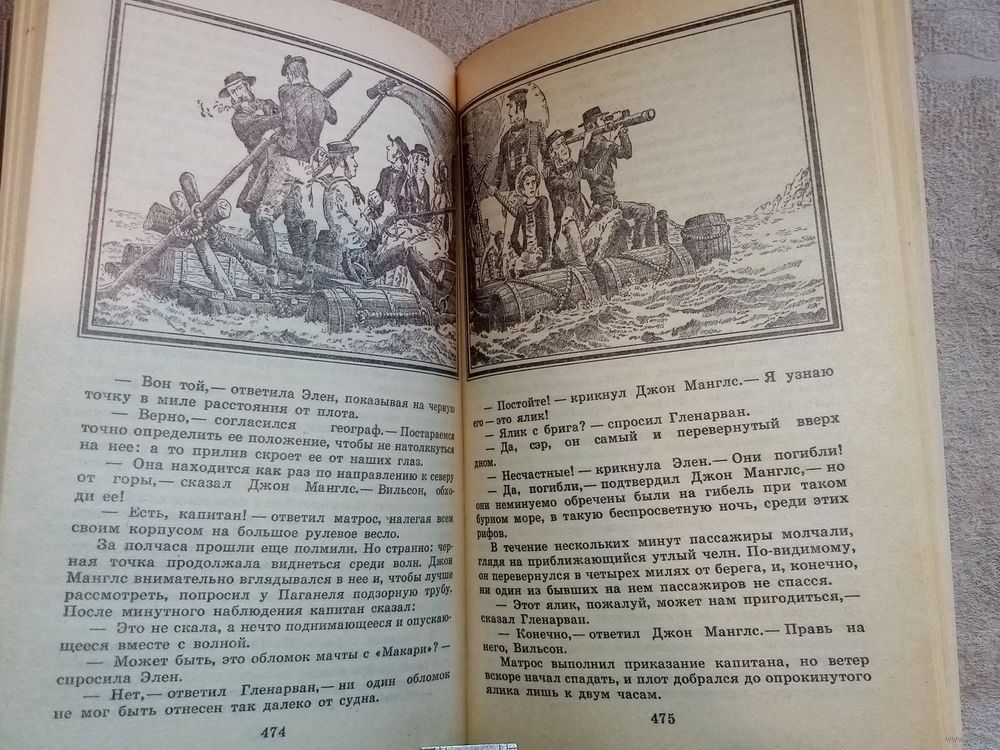 — Вон той,— ответила Элен, показывая на черную
точку в миле расстояния от плота.
— Верно,— согласился географ.— Постараемся
точно определить ее положение, чтобы не натолкнуться
на нее: а то прилив скроет ее от наших глаз.
— Она находится как раз по направлению к северу
от горы,— сказал Джон Манглс.— Вильсон, обхо-
ди ее!
— Есть, капитан! — ответил матрос, налегая всем
своим корпусом на большое рулевое весло.
За полчаса прошли еще полмили. Но странно: чер-
ная точка продолжала виднеться среди волн. Джон
Манглс внимательно вглядывался в нее и, чтобы лучше
рассмотреть, попросил у Паганеля подзорную трубу.
После минутного наблюдения капитан сказал:
— Это не скала, а нечто поднимающееся и опускаю-
щееся вместе с волной.
— Может быть, это обломок мачты с «Макари»? —
спросила Элен.
— Нет,— ответил Гленарван,— ни один обломок
не мог быть отнесен так далеко от судна.
474
— Постойте! — крикнул Джон Манглс.— Я узнаю
его — это ялик!
— Ялик с брига? — спросил Гленарван.
— Да, сэр, он самый и перевернутый вверх
дном.
— Несчастные! — крикнула Элен.— Они погибли!
— Да, погибли,— подтвердил Джон Манглс,— но
они неминуемо обречены были на гибель при таком
бурном море, в такую беспросветную ночь, среди этих
рифов.
В течение нескольких минут пассажиры молчали,
глядя на приближающийся утлый челн. По-видимому,
он перевернулся в четырех милях от берега, и, конечно,
ни один из бывших на нем пассажиров не спасся.
— Этот ялик, пожалуй, может нам пригодиться,—
сказал Гленарван.
— Конечно,— ответил Джон Манглс.— Правь на
него, Вильсон.
Матрос выполнил приказание капитана, но ветер
вскоре начал спадать, и плот добрался до опрокинутого
ялика лишь к двум часам.
475